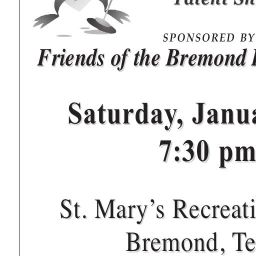 Talent Sh
SPONSORED BY
Friends of the Bremond
Saturday, Janua
7:30 pm
St. Mary's Recreati
Bremond, Te